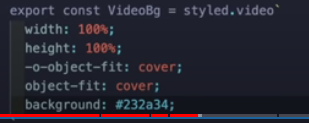 export const VideoBg = styled.video`
width: 100%;
height: 100%;
-o-object-fit: cover;
object-fit: cover;
background: #232a34;